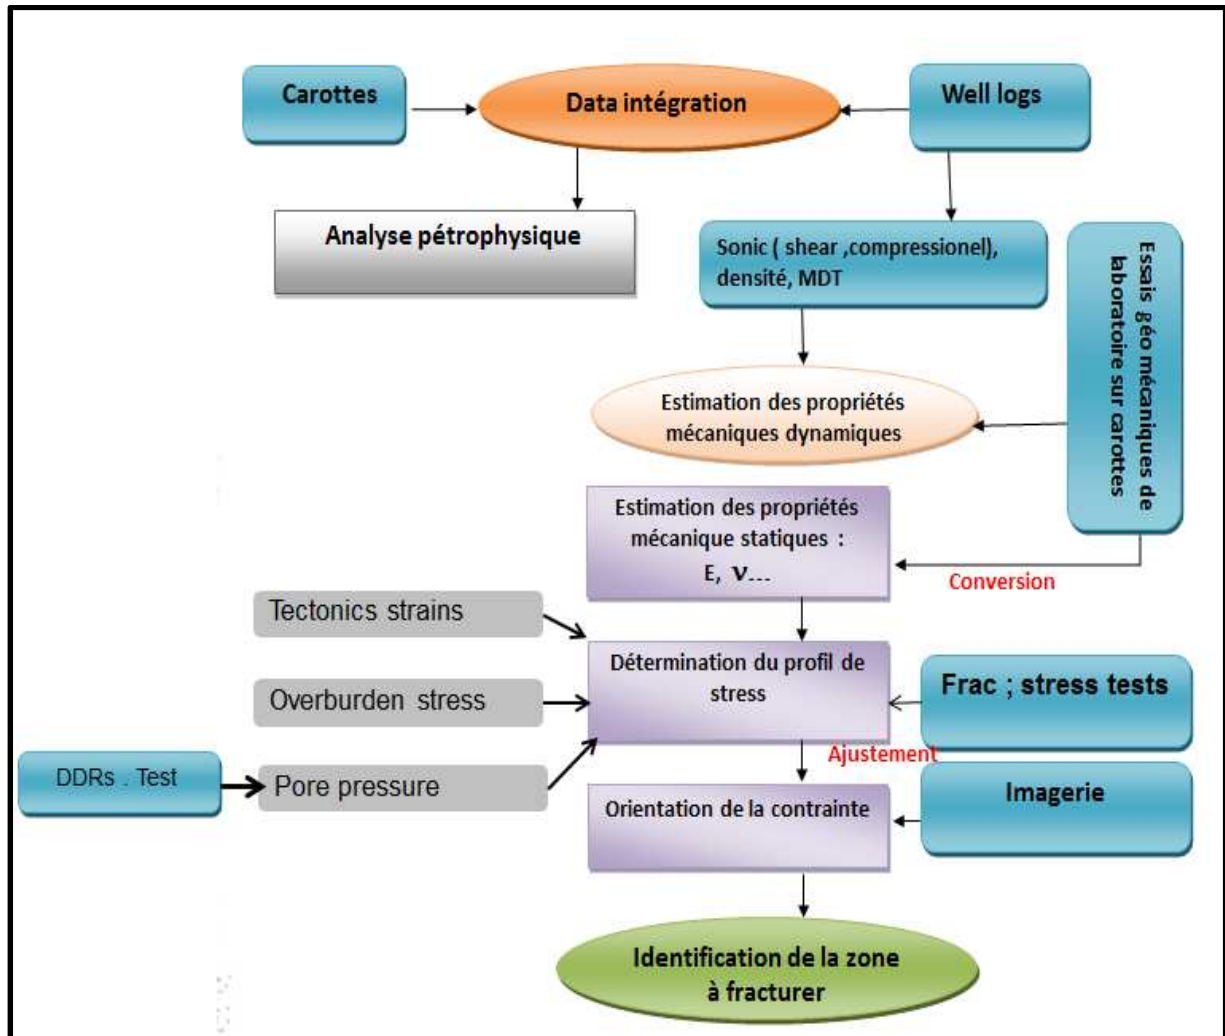 Carottes
Data intégration
Well logs
Analyse pétrophysique
Sonic ( shear ,compressionel),
densité, MDT
Essais géo mécaniques de
laboratoire sur carottes
Estimation des propriétés
mécaniques dynamiques
Estimation des propriétés
mécanique statiques :
E, ν...
Conversion
Tectonics strains
Détermination du profil de
stress
Frac ; stress tests
Overburden stress
Ajustement
DDRs . Test
Pore pressure
Imagerie
Orientation de la contrainte
Identification de la zone
à fracturer